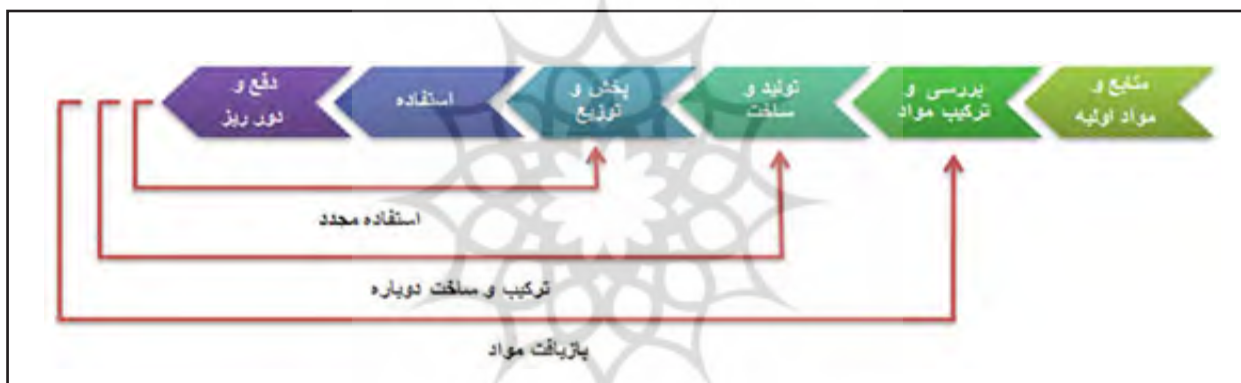 منابع و
مواد اولیه
بررسی و
ترکیب مواد
تولید و
ساخت
پخش و
توزیع
استفاده
دفع و
دور ریز
استفاده مجدد
ترکیب و ساخت دوباره
بازیافت مواد